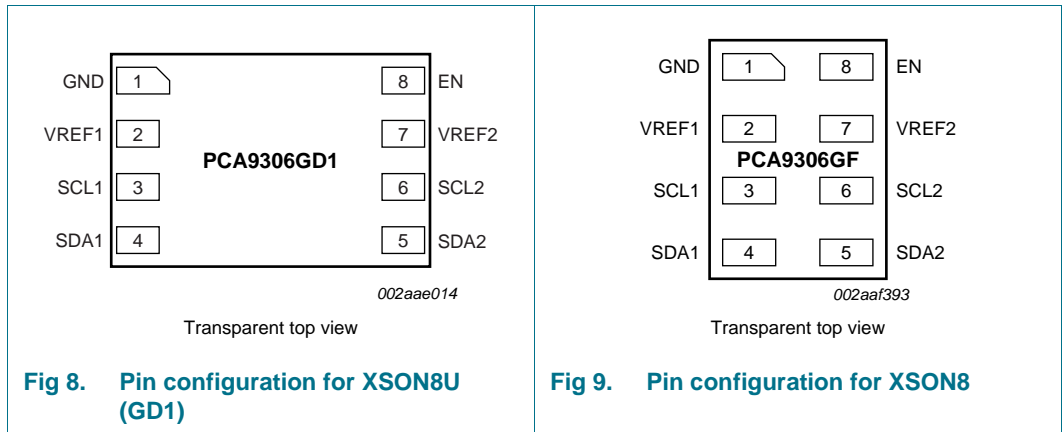 GND 1 8 EN
VREF1 2 7 VREF2
PCA9306GD1
SCL1 3 6 SCL2
SDA1 4 5 SDA2
002aae014
Transparent top view
Fig 8. Pin configuration for XSON8U
(GD1)
GND 1 8 EN
VREF1 2 7 VREF2
PCA9306GF
SCL1 3 6 SCL2
SDA1 4 5 SDA2
002aaf393
Transparent top view
Fig 9. Pin configuration for XSON8